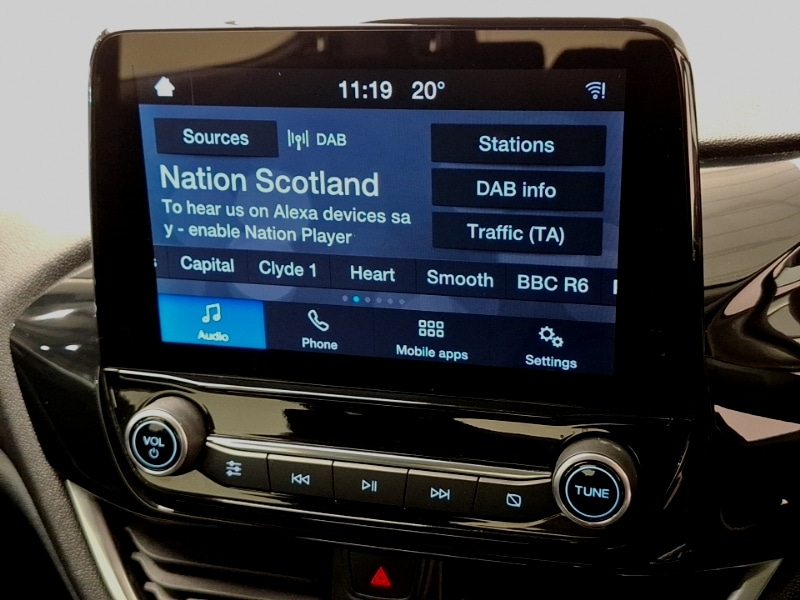 11:19 20°
Sources DAB Stations
Nation Scotland DAB info
To hear us on Alexa devices sa
y - enable Nation Player Traffic (TA)
Capital Clyde 1 Heart Smooth BBC R6
Audio Phone Mobile apps Settings
VOL TUNE